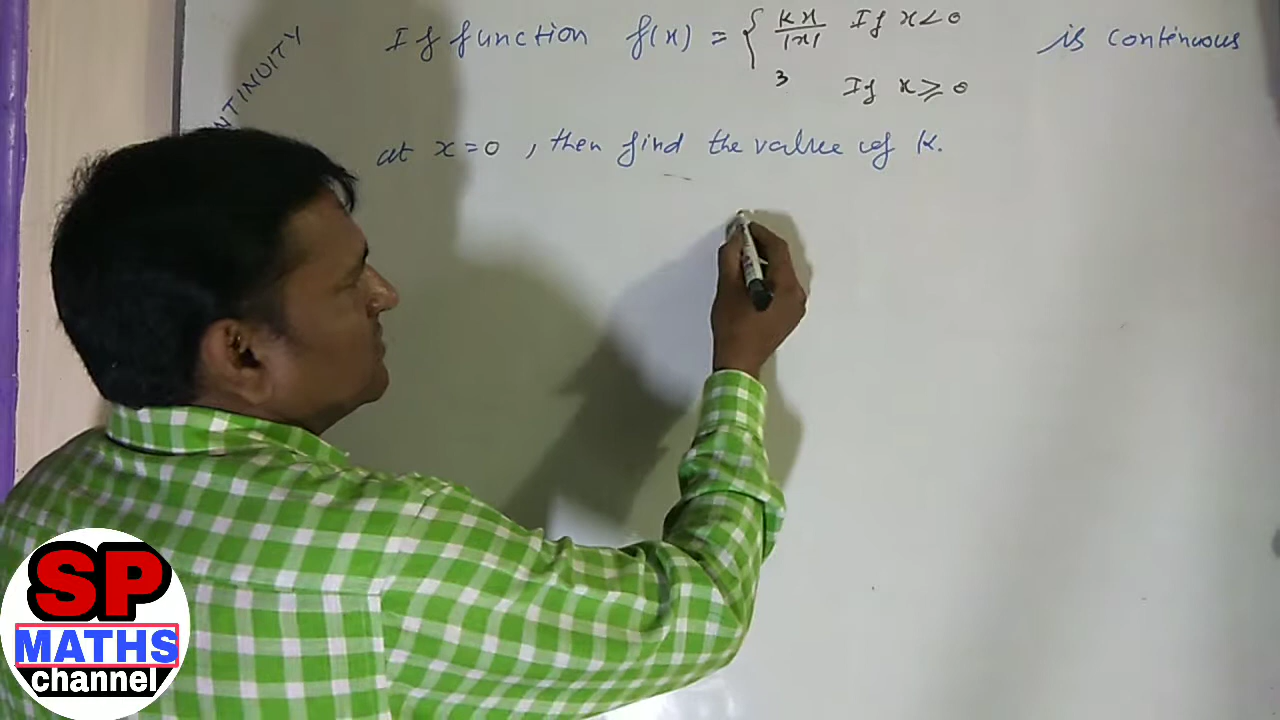 If function f(x) = { Kx/|x| If x<0 is continuous
3 If x≥0
at x=0, then find the value of K.
NTINUITY
SP
MATHS
channel